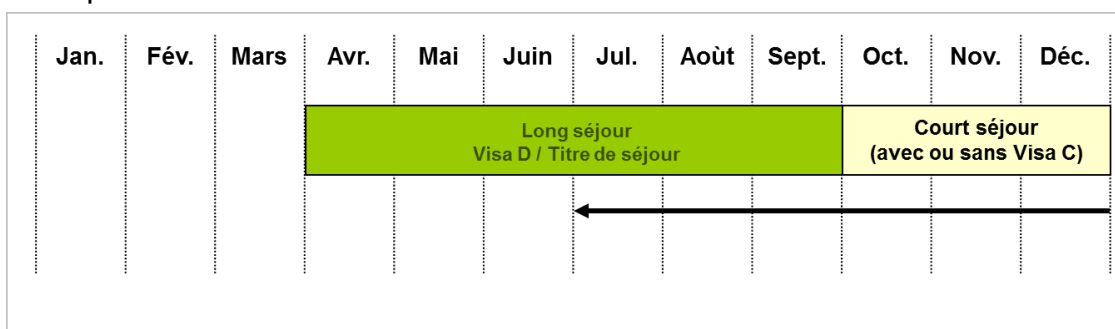 Jan. Fév. Mars Avr. Mai Juin Jul. Aoùt Sept. Oct. Nov. Déc.
Long séjour
Visa D / Titre de séjour
Court séjour
(avec ou sans Visa C)